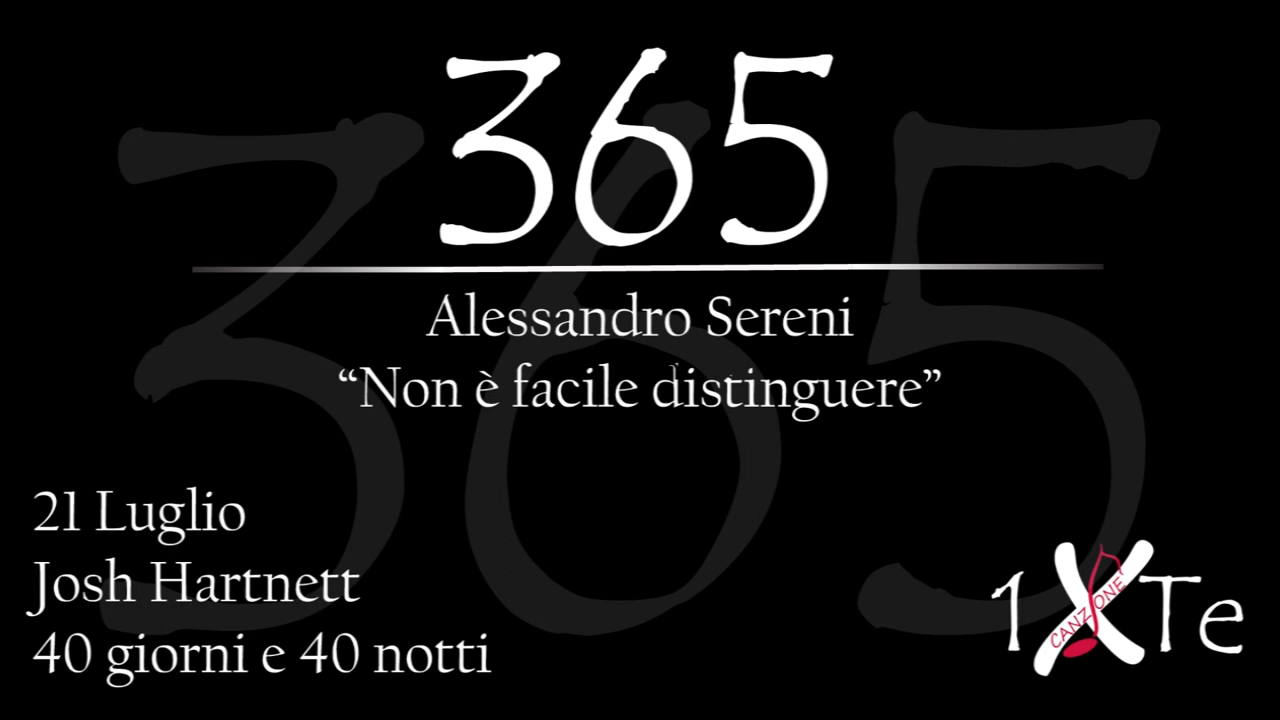 365
Alessandro Sereni
“Non è facile distinguere”
21 Luglio
Josh Hartnett
40 giorni e 40 notti
1 X Te
CANZONE